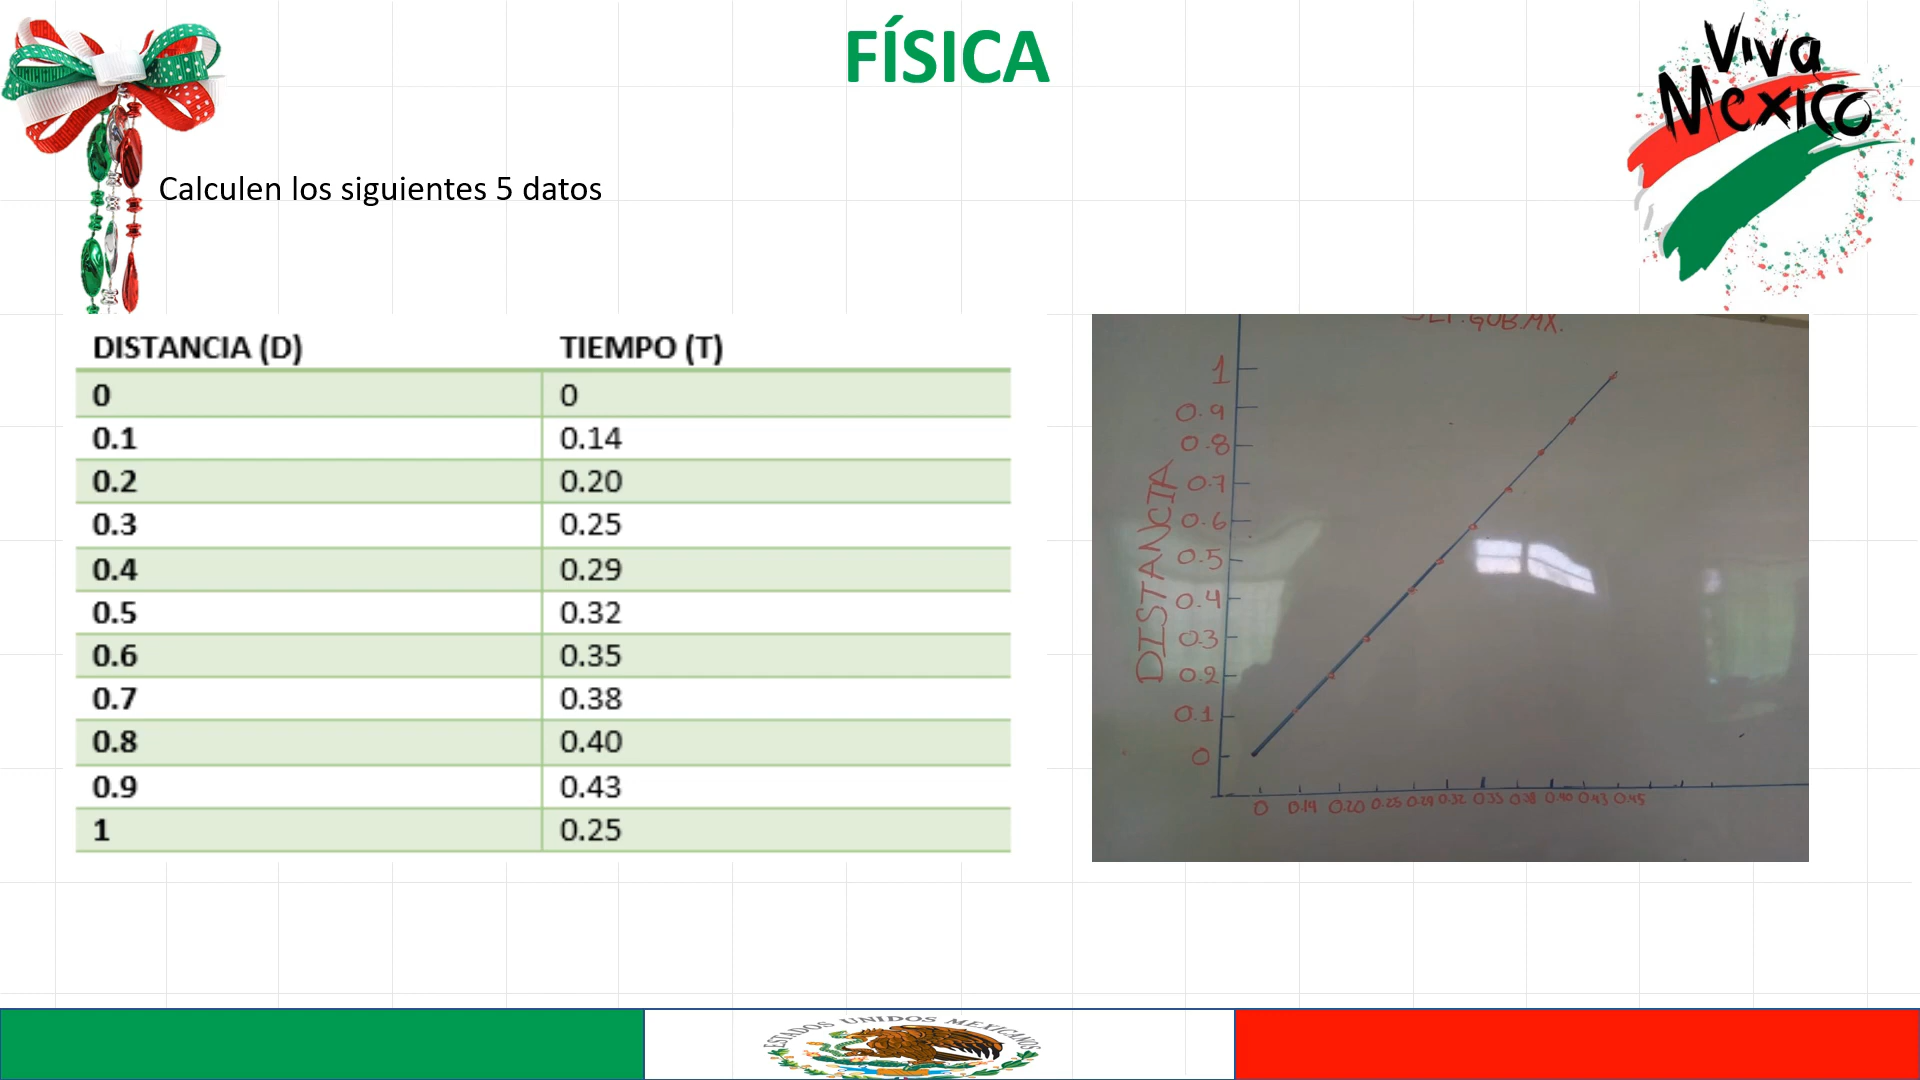 FÍSICA
Viva
Mexico
Calculen los siguientes 5 datos
DISTANCIA (D) TIEMPO (T)
0 0
0.1 0.14
0.2 0.20
0.3 0.25
0.4 0.29
0.5 0.32
0.6 0.35
0.7 0.38
0.8 0.40
0.9 0.43
1 0.25
DISTANCIA
1
0.9
0.8
0.7
0.6
0.5
0.4
0.3
0.2
0.1
0
0 0.14 0.20 0.25 0.29 0.32 0.35 0.38 0.40 0.43 0.45
ESTADOS UNIDOS MEXICANOS